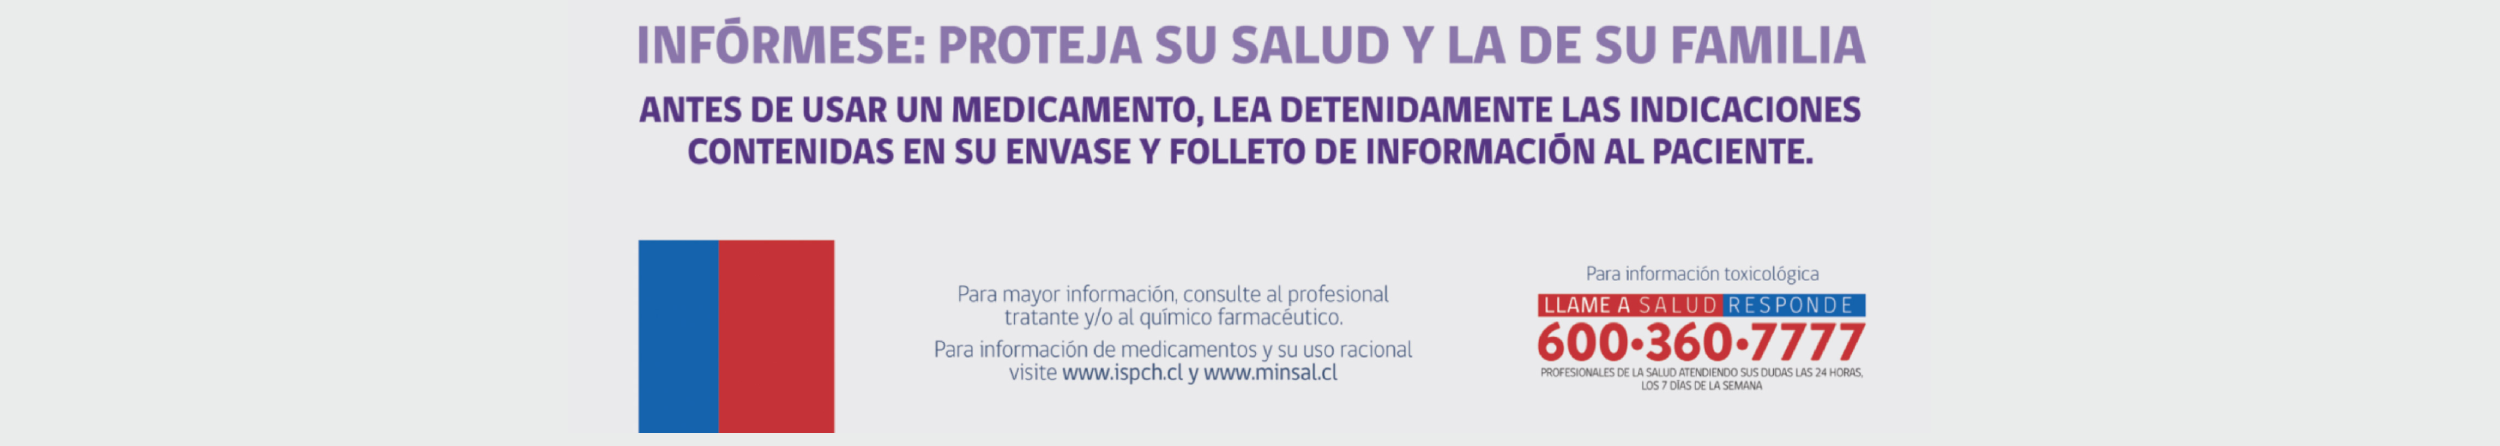 INFÓRMESE: PROTEJA SU SALUD Y LA DE SU FAMILIA
ANTES DE USAR UN MEDICAMENTO, LEA DETENIDAMENTE LAS INDICACIONES
CONTENIDAS EN SU ENVASE Y FOLLETO DE INFORMACIÓN AL PACIENTE.
Para mayor información, consulte al profesional
tratante y/o al químico farmacéutico.
Para información de medicamentos y su uso racional
visite www.ispch.cl y www.minsal.cl
Para información toxicológica
LLAME A SALUD RESPONDE
600•360•7777
PROFESIONALES DE LA SALUD ATENDIENDO SUS DUDAS LAS 24 HORAS,
LOS 7 DÍAS DE LA SEMANA